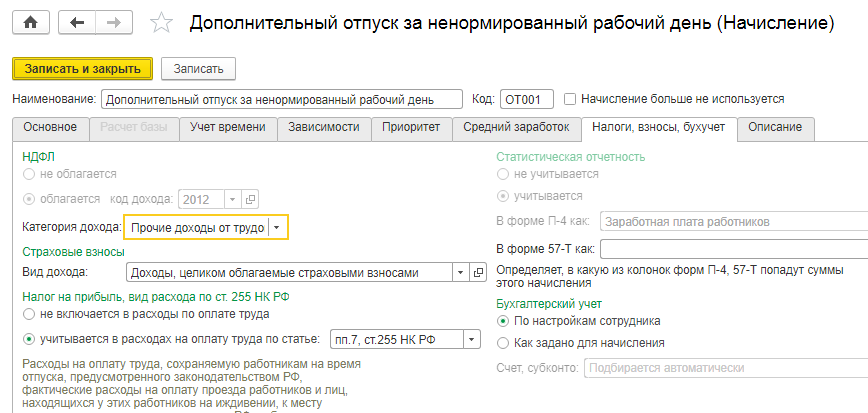 Дополнительный отпуск за ненормированный рабочий день (Начисление)
Записать и закрыть Записать
Наименование: Дополнительный отпуск за ненормированный рабочий день Код: ОТ001 Начисление больше не используется
Основное Расчет базы Учет времени Зависимости Приоритет Средний заработок Налоги, взносы, бухучет Описание
НДФЛ
не облагается
облагается код дохода: 2012
Категория дохода: Прочие доходы от трудо
Страховые взносы
Вид дохода: Доходы, целиком облагаемые страховыми взносами
Налог на прибыль, вид расхода по ст. 255 НК РФ
не включается в расходы по оплате труда
учитывается в расходах на оплату труда по статье: пп.7, ст.255 НК РФ
Расходы на оплату труда, сохраняемую работникам на время
отпуска, предусмотренного законодательством РФ,
фактические расходы на оплату проезда работников и лиц,
находящихся у этих работников на иждивении, к месту
Статистическая отчетность
не учитывается
учитывается
В форме П-4 как: Заработная плата работников
В форме 57-Т как:
Определяет, в какую из колонок форм П-4, 57-Т попадут суммы
этого начисления
Бухгалтерский учет
По настройкам сотрудника
Как задано для начисления
Счет, субконто: Подбирается автоматически